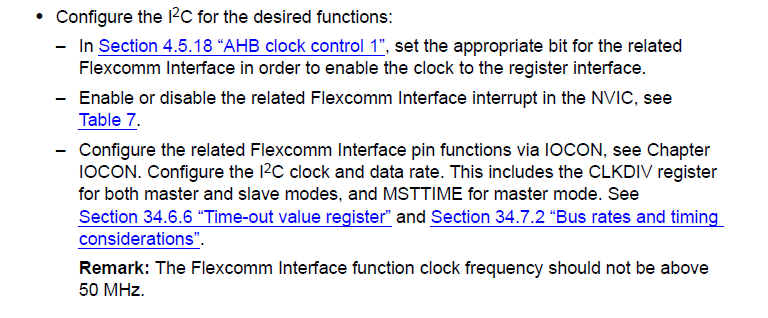 • Configure the I²C for the desired functions:
– In Section 4.5.18 “AHB clock control 1”, set the appropriate bit for the related
Flexcomm Interface in order to enable the clock to the register interface.
– Enable or disable the related Flexcomm Interface interrupt in the NVIC, see
Table 7.
– Configure the related Flexcomm Interface pin functions via IOCON, see Chapter
IOCON. Configure the I²C clock and data rate. This includes the CLKDIV register
for both master and slave modes, and MSTTIME for master mode. See
Section 34.6.6 “Time-out value register” and Section 34.7.2 “Bus rates and timing
considerations”.
Remark: The Flexcomm Interface function clock frequency should not be above
50 MHz.